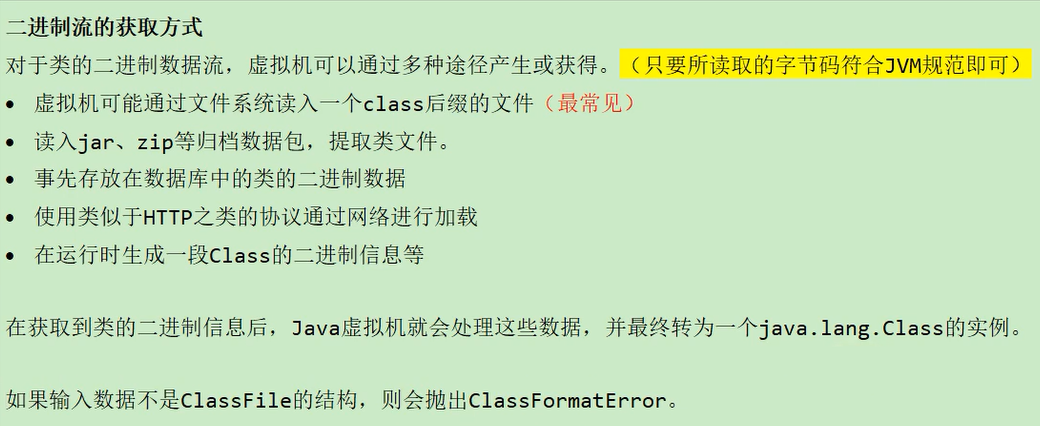 二进制流的获取方式
对于类的二进制数据流，虚拟机可以通过多种途径产生或获得。（只要所读取的字节码符合JVM规范即可）
• 虚拟机可能通过文件系统读入一个class后缀的文件（最常见）
• 读入jar、zip等归档数据包，提取类文件。
• 事先存放在数据库中的类的二进制数据
• 使用类似于HTTP之类的协议通过网络进行加载
• 在运行时生成一段Class的二进制信息等
在获取到类的二进制信息后，Java虚拟机就会处理这些数据，并最终转为一个java.lang.Class的实例。
如果输入数据不是ClassFile的结构，则会抛出ClassFormatError。